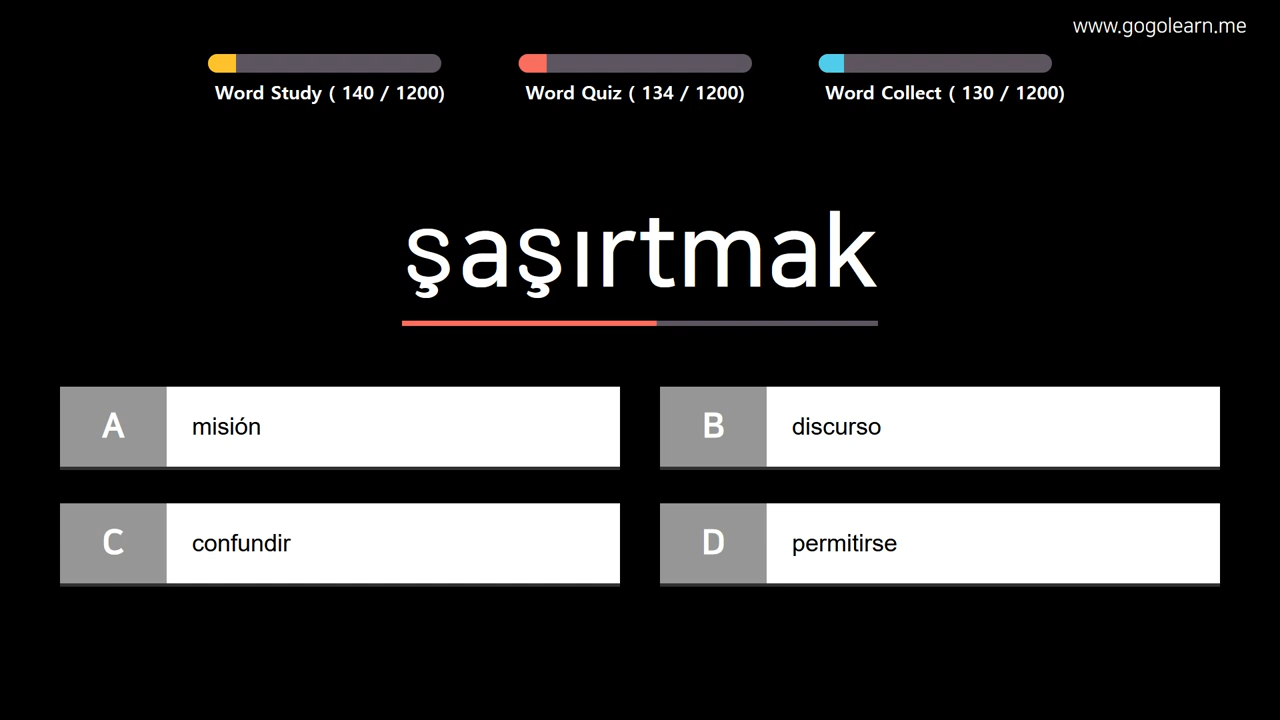 www.gogolearn.me
Word Study ( 140 / 1200)
Word Quiz ( 134 / 1200)
Word Collect ( 130 / 1200)
şaşırtmak
A misión
B discurso
C confundir
D permitirse